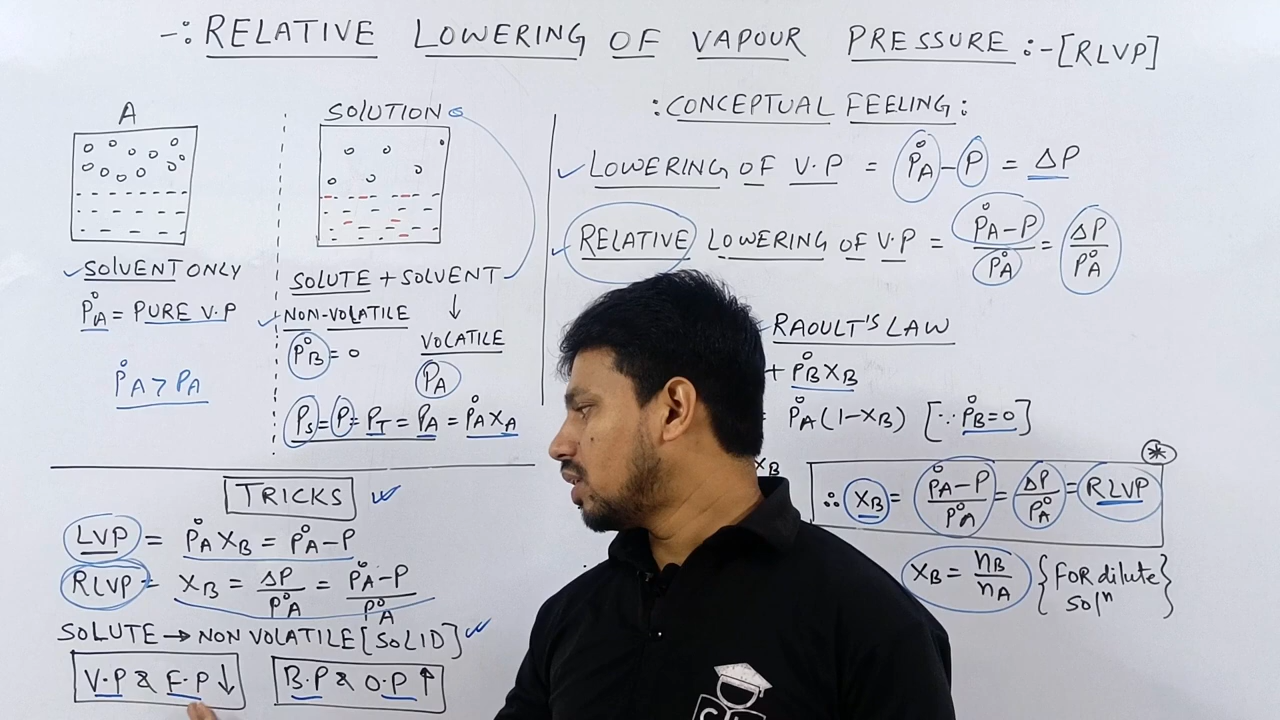 -: RELATIVE LOWERING OF VAPOUR PRESSURE :- [RLVP]
A
SOLVENT ONLY
P°A = PURE V.P
P°A > PA
SOLUTION
SOLUTE + SOLVENT
NON-VOLATILE
↓
P°B = 0
VOLATILE
PA
PS = P = PT = PA = P°A XA
: CONCEPTUAL FEELING :
LOWERING OF V.P = P°A - P = ΔP
RELATIVE LOWERING OF V.P = P°A - P / P°A = ΔP / P°A
RAOULT'S LAW
+ P°B XB
P°A (1 - XB) [∵ P°B = 0]
XB
∴ XB = P°A - P / P°A = ΔP / P°A = RLVP
*
XB = nB / nA {FOR dilute solⁿ}
TRICKS
LVP = P°A XB = P°A - P
RLVP = XB = ΔP / P°A = P°A - P / P°A
SOLUTE → NON VOLATILE [SOLID]
V.P & F.P ↓ B.P & O.P ↑